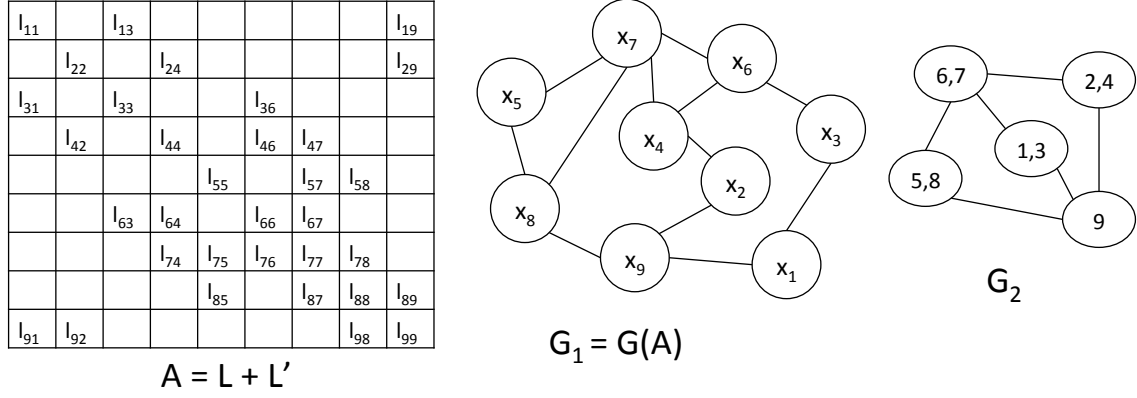 l11 l13 l19
l22 l24 l29
l31 l33 l36
l42 l44 l46 l47
l55 l57 l58
l63 l64 l66 l67
l74 l75 l76 l77 l78
l85 l87 l88 l89
l91 l92 l98 l99
A = L + L’
x7
x6
x5
x4
x3
x2
x8
x9
x1
G1 = G(A)
6,7
2,4
1,3
5,8
9
G2